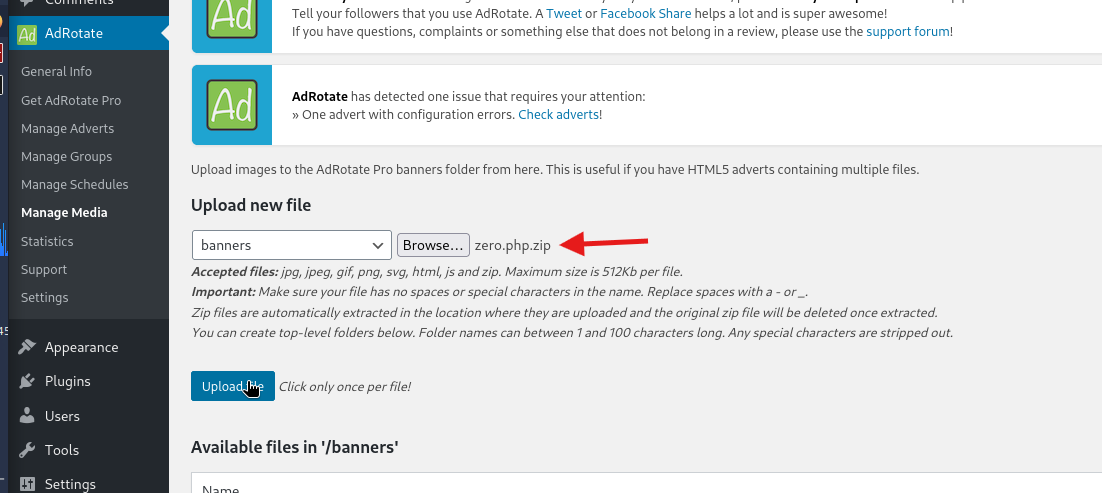 Comments
AdRotate
General Info
Get AdRotate Pro
Manage Adverts
Manage Groups
Manage Schedules
Manage Media
Statistics
Support
Settings
Appearance
Plugins
Users
Tools
Settings
Ad
Tell your followers that you use AdRotate. A Tweet or Facebook Share helps a lot and is super awesome!
If you have questions, complaints or something else that does not belong in a review, please use the support forum!
Ad
AdRotate has detected one issue that requires your attention:
» One advert with configuration errors. Check adverts!
Upload images to the AdRotate Pro banners folder from here. This is useful if you have HTML5 adverts containing multiple files.
Upload new file
banners
Browse...
zero.php.zip
Accepted files: jpg, jpeg, gif, png, svg, html, js and zip. Maximum size is 512Kb per file.
Important: Make sure your file has no spaces or special characters in the name. Replace spaces with a - or _.
Zip files are automatically extracted in the location where they are uploaded and the original zip file will be deleted once extracted.
You can create top-level folders below. Folder names can between 1 and 100 characters long. Any special characters are stripped out.
Upload file
Click only once per file!
Available files in '/banners'
Name